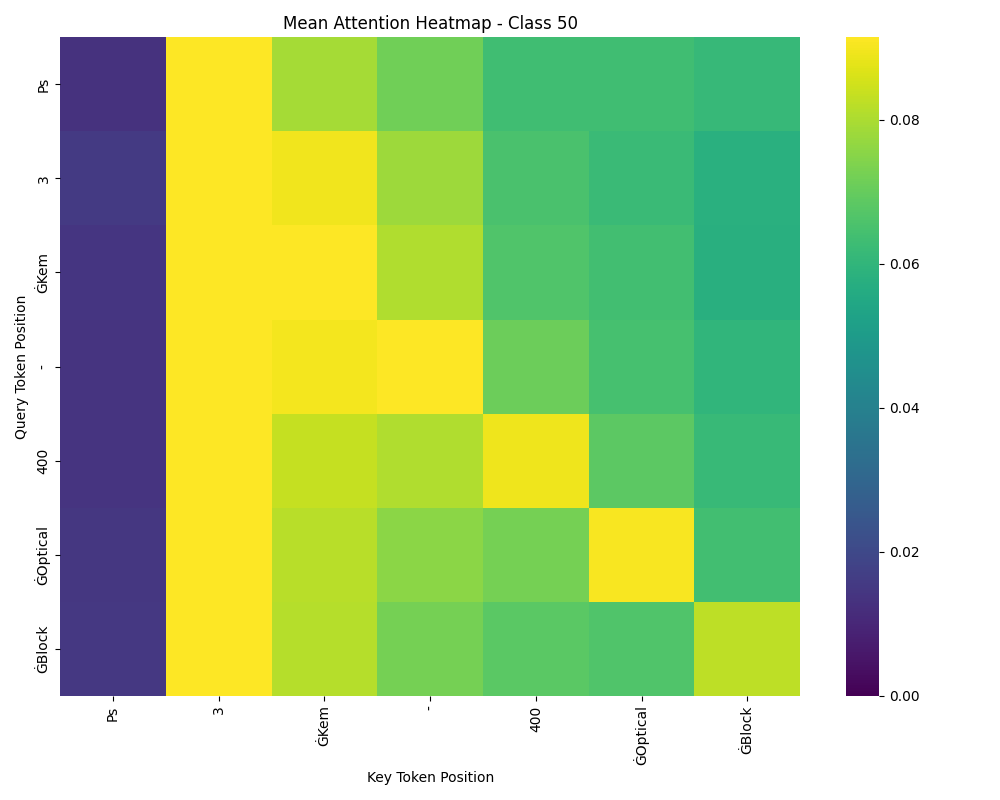 Mean Attention Heatmap - Class 50
Query Token Position
Ps
3
ĠKem
-
400
ĠOptical
ĠBlock
Ps
3
ĠKem
-
400
ĠOptical
ĠBlock
Key Token Position
0.08
0.06
0.04
0.02
0.00